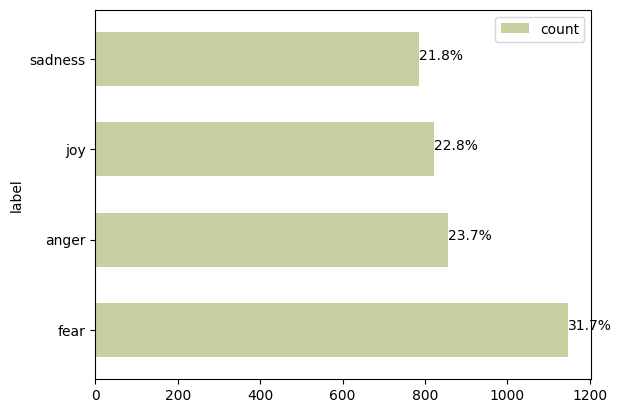 count
sadness
21.8%
joy
22.8%
label
anger
23.7%
fear
31.7%
0 200 400 600 800 1000 1200